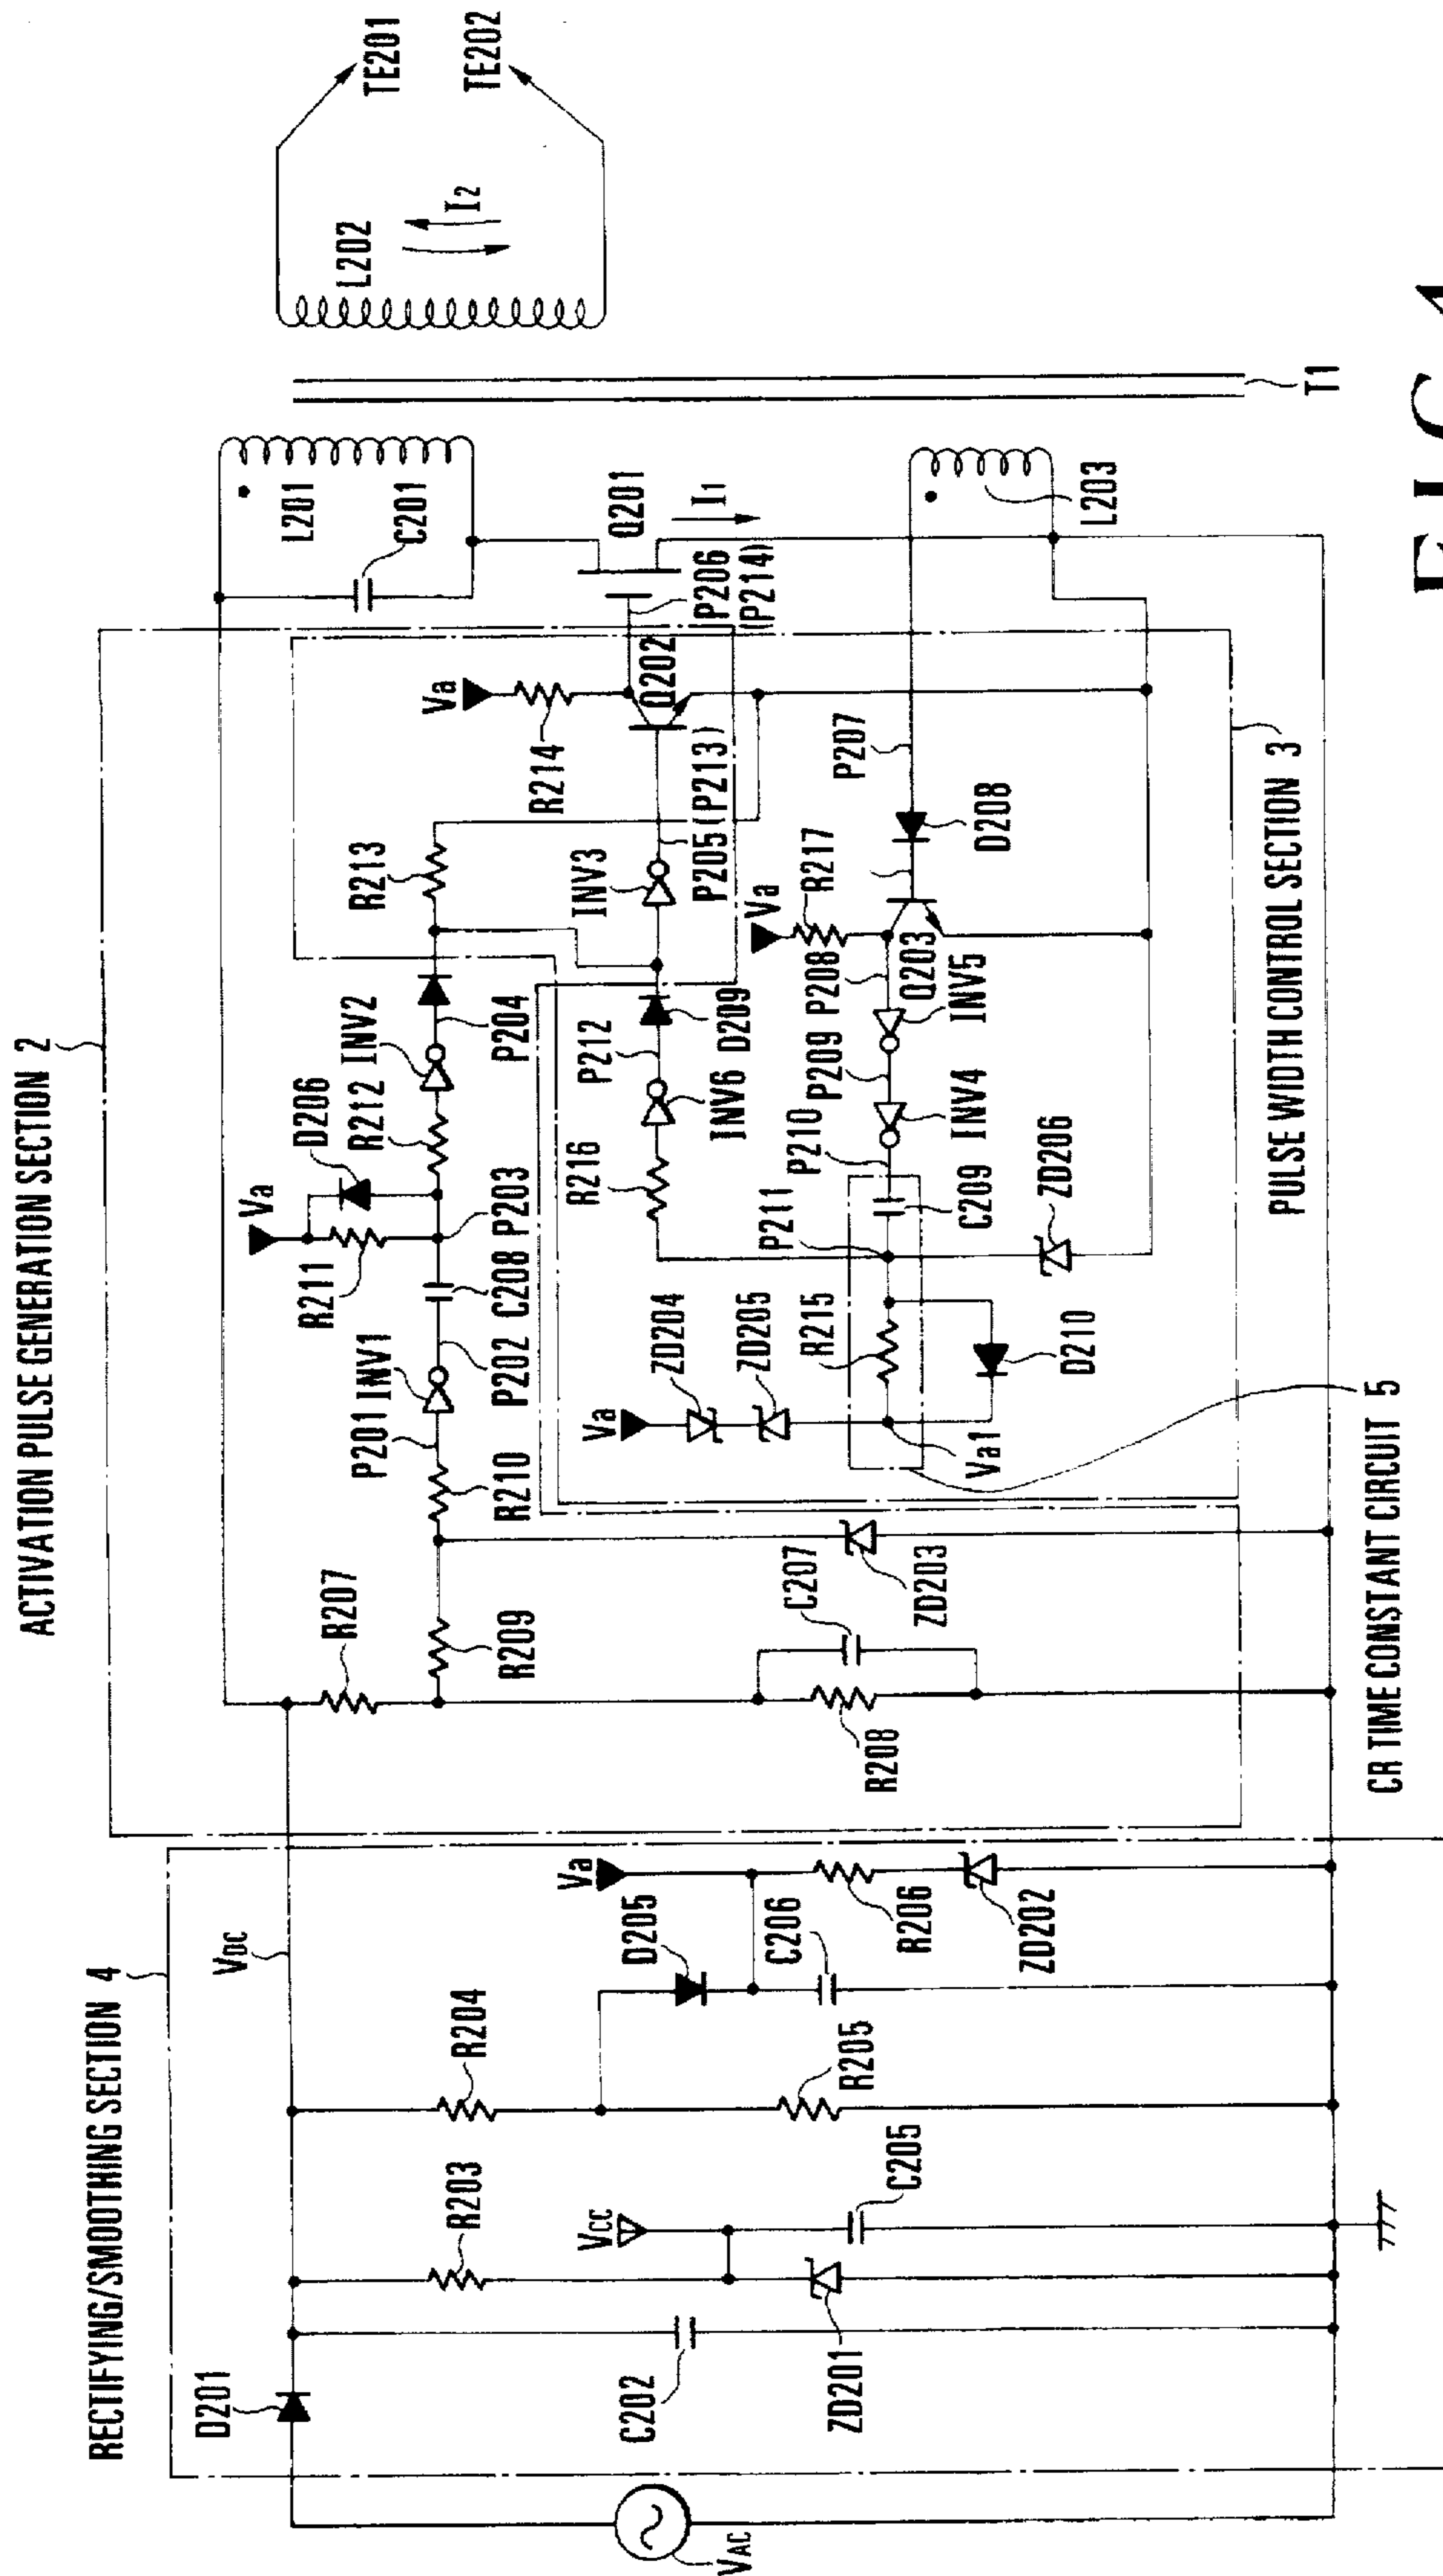 RECTIFYING/SMOOTHING SECTION 4
D201
VAC
C202
ZD201
R203
VCC
C205
R204
R205
VDC
D205
C206
Va
R206
ZD202
ACTIVATION PULSE GENERATION SECTION 2
R207
R209
R208
C207
ZD203
R210
P201
INV1
P202
C208
R211
Va
P203
D206
R212
INV2
P204
R213
Va
R214
Q202
INV3
P205(P213)
P206
(P214)
Q201
I1
L201
C201
Va
ZD204
ZD205
Va1
R215
D210
P211
C209
ZD206
R216
INV6
P212
D209
P210
INV4
P209
INV5
P208
Q203
Va
R217
D208
P207
L203
PULSE WIDTH CONTROL SECTION 3
CR TIME CONSTANT CIRCUIT 5
T1
L202
I2
TE201
TE202